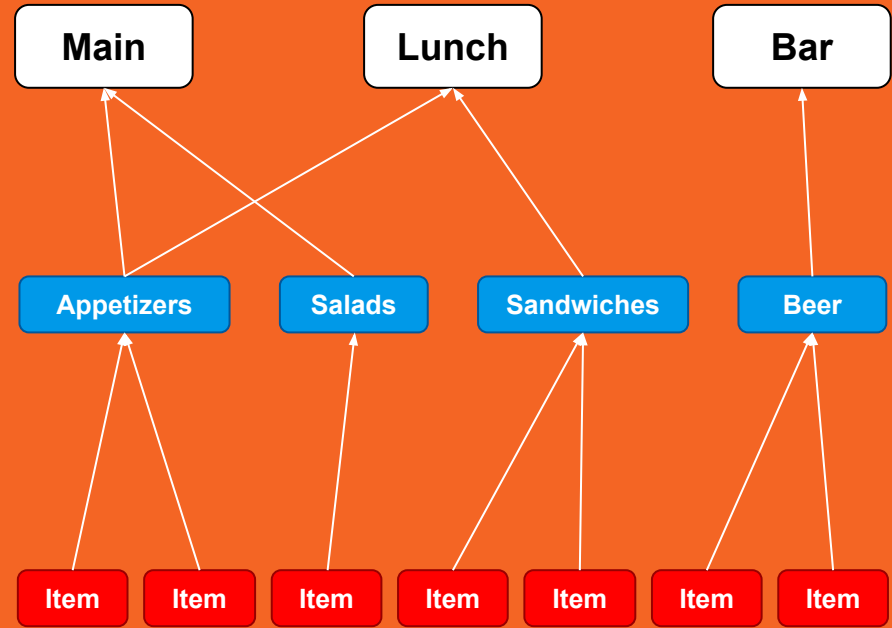 Main
Lunch
Bar
Appetizers
Salads
Sandwiches
Beer
Item
Item
Item
Item
Item
Item
Item